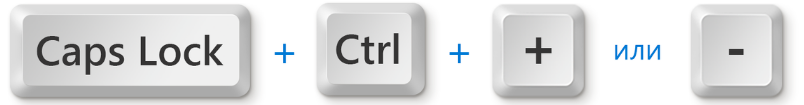 Caps Lock + Ctrl + + или -